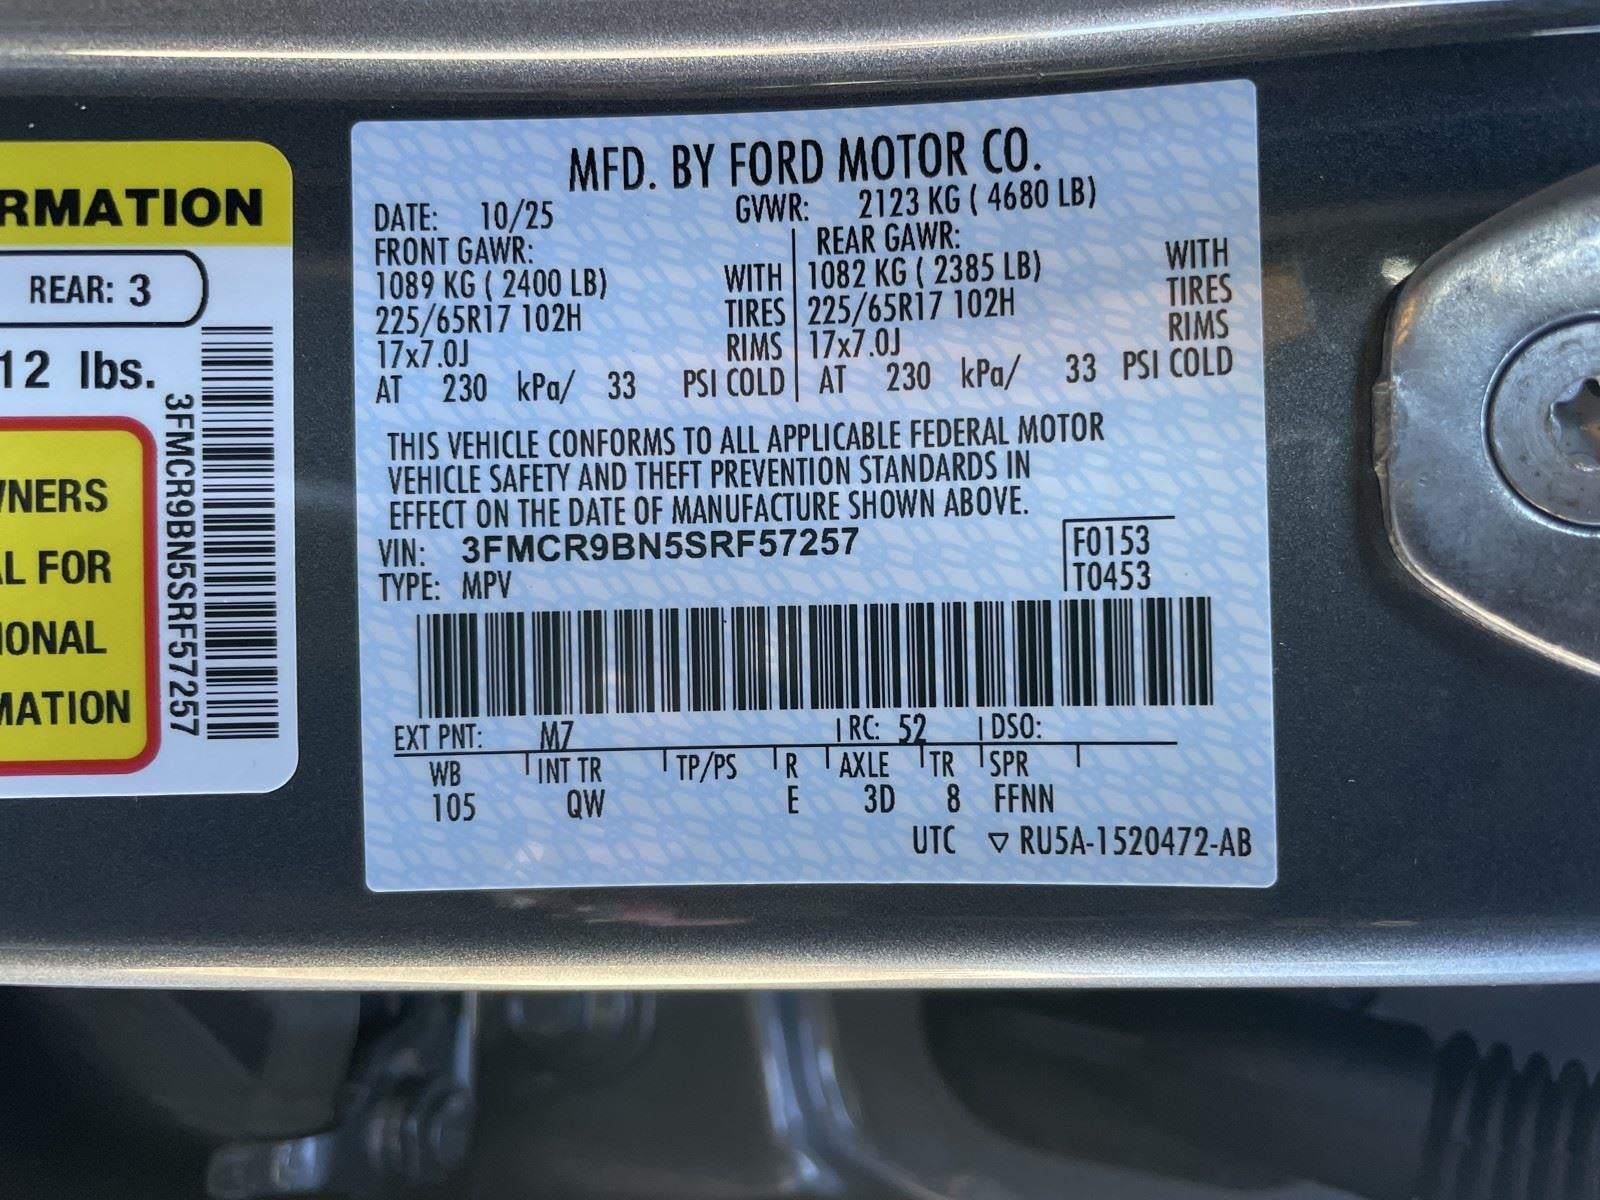 RMATION
REAR: 3
12 lbs.
WNERS
L FOR
IONAL
MATION
3FMCR9BN5SRF57257
MFD. BY FORD MOTOR CO.
DATE: 10/25 GVWR: 2123 KG ( 4680 LB)
FRONT GAWR: REAR GAWR:
1089 KG ( 2400 LB) WITH 1082 KG ( 2385 LB) WITH
225/65R17 102H TIRES 225/65R17 102H TIRES
17x7.0J RIMS 17x7.0J RIMS
AT 230 kPa/ 33 PSI COLD AT 230 kPa/ 33 PSI COLD
THIS VEHICLE CONFORMS TO ALL APPLICABLE FEDERAL MOTOR
VEHICLE SAFETY AND THEFT PREVENTION STANDARDS IN
EFFECT ON THE DATE OF MANUFACTURE SHOWN ABOVE.
VIN: 3FMCR9BN5SRF57257 F0153
TYPE: MPV T0453
EXT PNT: M7 RC: 52 DSO:
WB INT TR TP/PS R AXLE TR SPR
105 QW E 3D 8 FFNN
UTC ▽ RU5A-1520472-AB